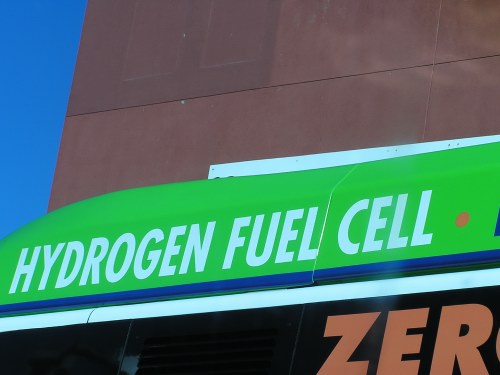 HYDROGEN FUEL CELL •
ZERO